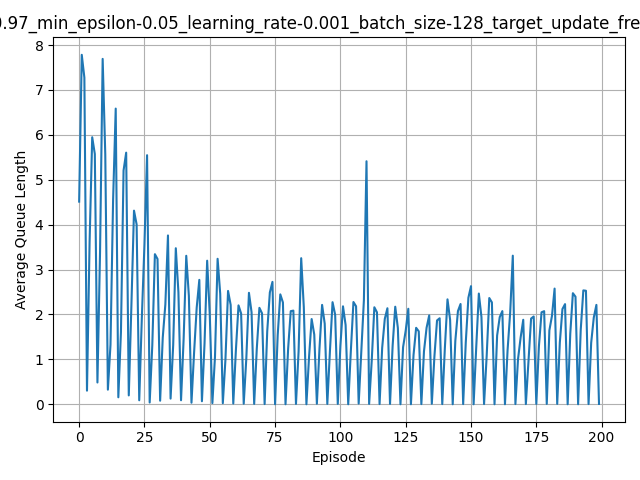 0.97_min_epsilon-0.05_learning_rate-0.001_batch_size-128_target_update_fre
Average Queue Length
8
7
6
5
4
3
2
1
0
0 25 50 75 100 125 150 175 200
Episode